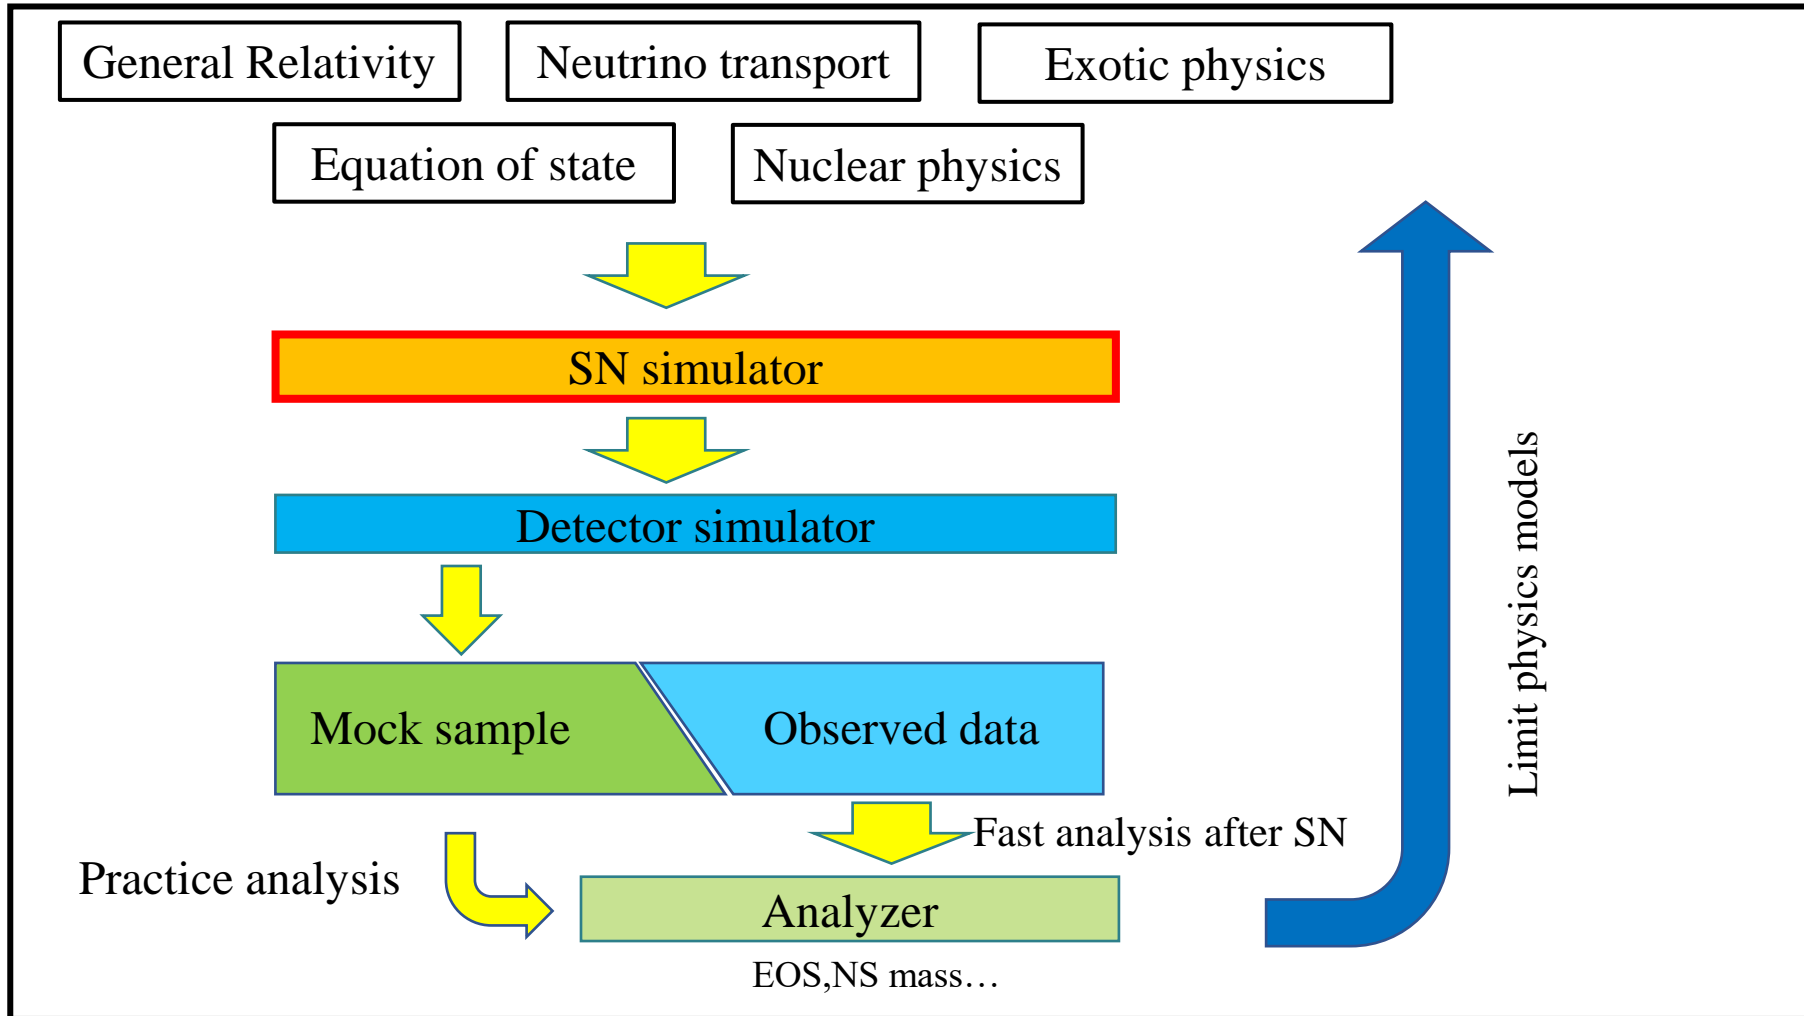 General Relativity
Neutrino transport
Exotic physics
Equation of state
Nuclear physics
SN simulator
Detector simulator
Mock sample
Observed data
Fast analysis after SN
Practice analysis
Analyzer
EOS,NS mass…
Limit physics models